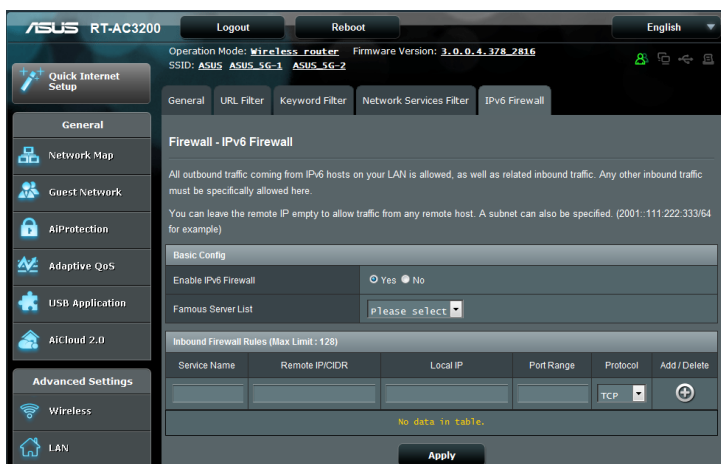 ASUS RT-AC3200
Logout
Reboot
English
Operation Mode: Wireless router Firmware Version: 3.0.0.4.378_2816
SSID: ASUS ASUS_5G-1 ASUS_5G-2
Quick Internet
Setup
General
Network Map
Guest Network
AiProtection
Adaptive QoS
USB Application
AiCloud 2.0
Advanced Settings
Wireless
LAN
General
URL Filter
Keyword Filter
Network Services Filter
IPv6 Firewall
Firewall - IPv6 Firewall
All outbound traffic coming from IPv6 hosts on your LAN is allowed, as well as related inbound traffic. Any other inbound traffic
must be specifically allowed here.
You can leave the remote IP empty to allow traffic from any remote host. A subnet can also be specified. (2001::111:222:333/64
for example)
Basic Config
Enable IPv6 Firewall
Yes No
Famous Server List
Please select
Inbound Firewall Rules (Max Limit : 128)
Service Name Remote IP/CIDR Local IP Port Range Protocol Add / Delete
TCP
No data in table.
Apply